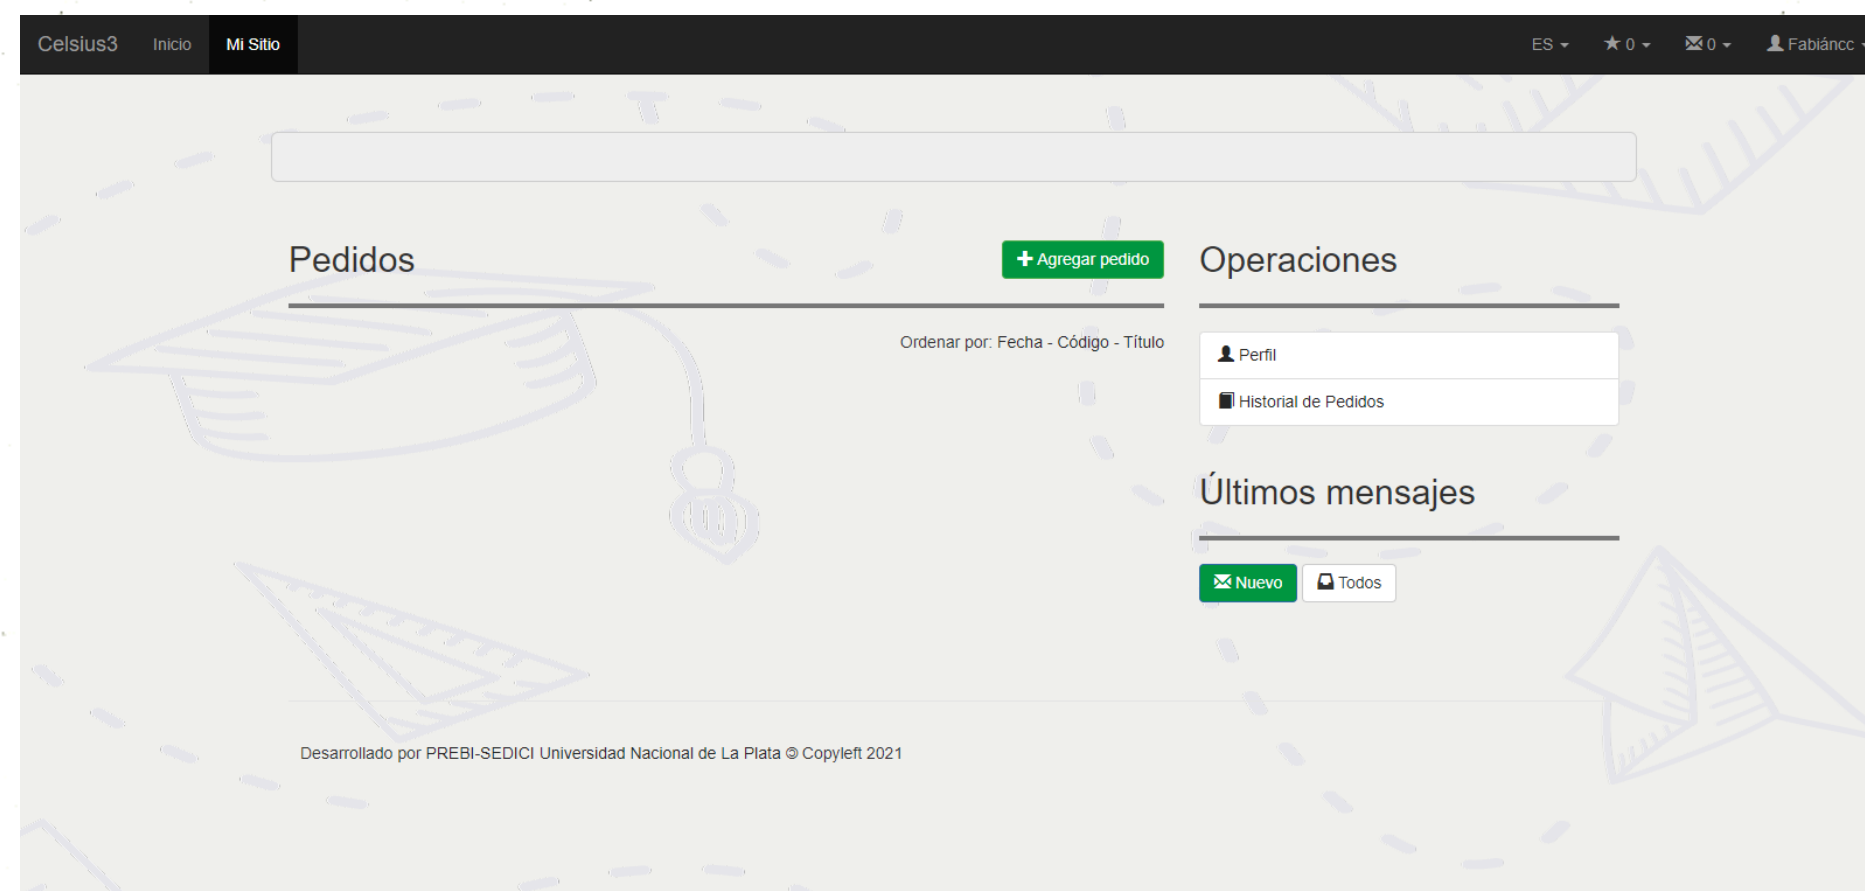 Celsius3 Inicio Mi Sitio ES 0 0 Fabiáncc
Pedidos
Agregar pedido
Ordenar por: Fecha - Código - Título
Operaciones
Perfil
Historial de Pedidos
Últimos mensajes
Nuevo Todos
Desarrollado por PREBI-SEDICI Universidad Nacional de La Plata 🄯 Copyleft 2021